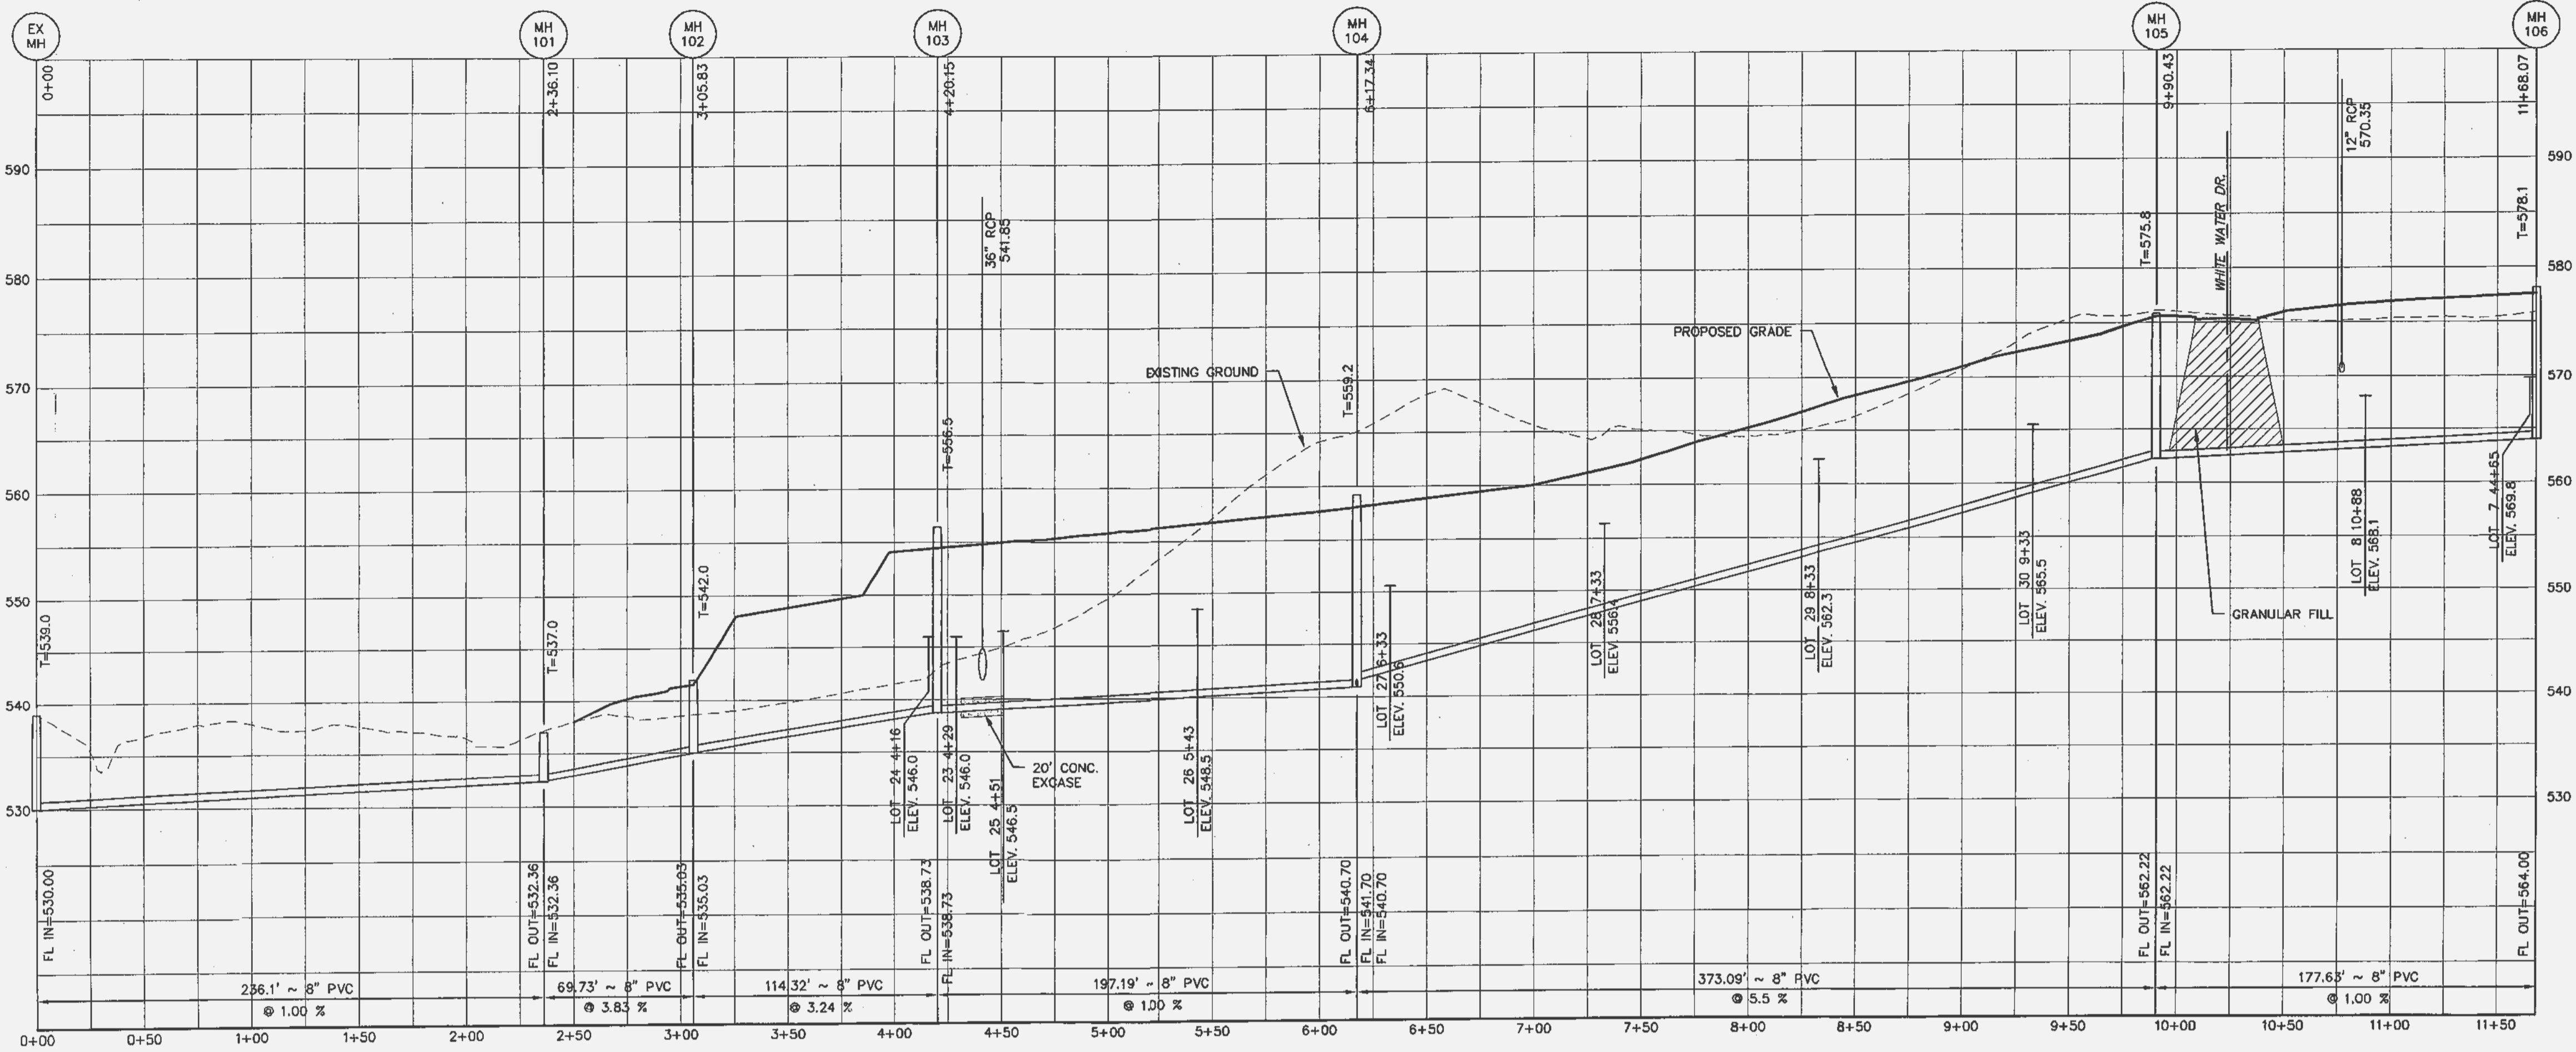 EX
MH
MH
101
MH
102
MH
103
MH
104
MH
105
MH
106
0+00
2+36.10
3+05.83
4+20.15
6+17.34
9+90.43
11+68.07
36" RCP
541.85
12" RCP
570.35
WHITE WATER DR.
T=539.0
T=537.0
T=542.0
T=556.5
T=559.2
T=575.8
T=578.1
590
580
570
560
550
540
530
590
580
570
560
550
540
530
EXISTING GROUND
PROPOSED GRADE
GRANULAR FILL
20' CONC.
EXCASE
LOT 24 4+16
ELEV. 546.0
LOT 23 4+29
ELEV. 546.0
LOT 25 4+51
ELEV. 546.5
LOT 26 5+43
ELEV. 548.5
LOT 27 6+33
ELEV. 550.6
LOT 28 7+33
ELEV.
LOT 29 8+33
ELEV. 562.3
LOT 30 9+33
ELEV. 565.5
LOT 8 10+88
ELEV. 568.1
LOT 7
ELEV. 569.8
FL IN=530.00
FL OUT=532.36
FL IN=532.36
FL OUT=535.03
FL IN=535.03
FL OUT=538.73
FL IN=538.73
FL OUT=540.70
FL IN=541.70
FL IN=540.70
FL OUT=562.22
FL IN=562.22
FL OUT=564.00
236.1' ~ 8" PVC
@ 1.00 %
69.73' ~ 8" PVC
@ 3.83 %
114.32' ~ 8" PVC
@ 3.24 %
197.19' ~ 8" PVC
@ 1.00 %
373.09' ~ 8" PVC
@ 5.5 %
177.63' ~ 8" PVC
@ 1.00 %
0+00 0+50 1+00 1+50 2+00 2+50 3+00 3+50 4+00 4+50 5+00 5+50 6+00 6+50 7+00 7+50 8+00 8+50 9+00 9+50 10+00 10+50 11+00 11+50